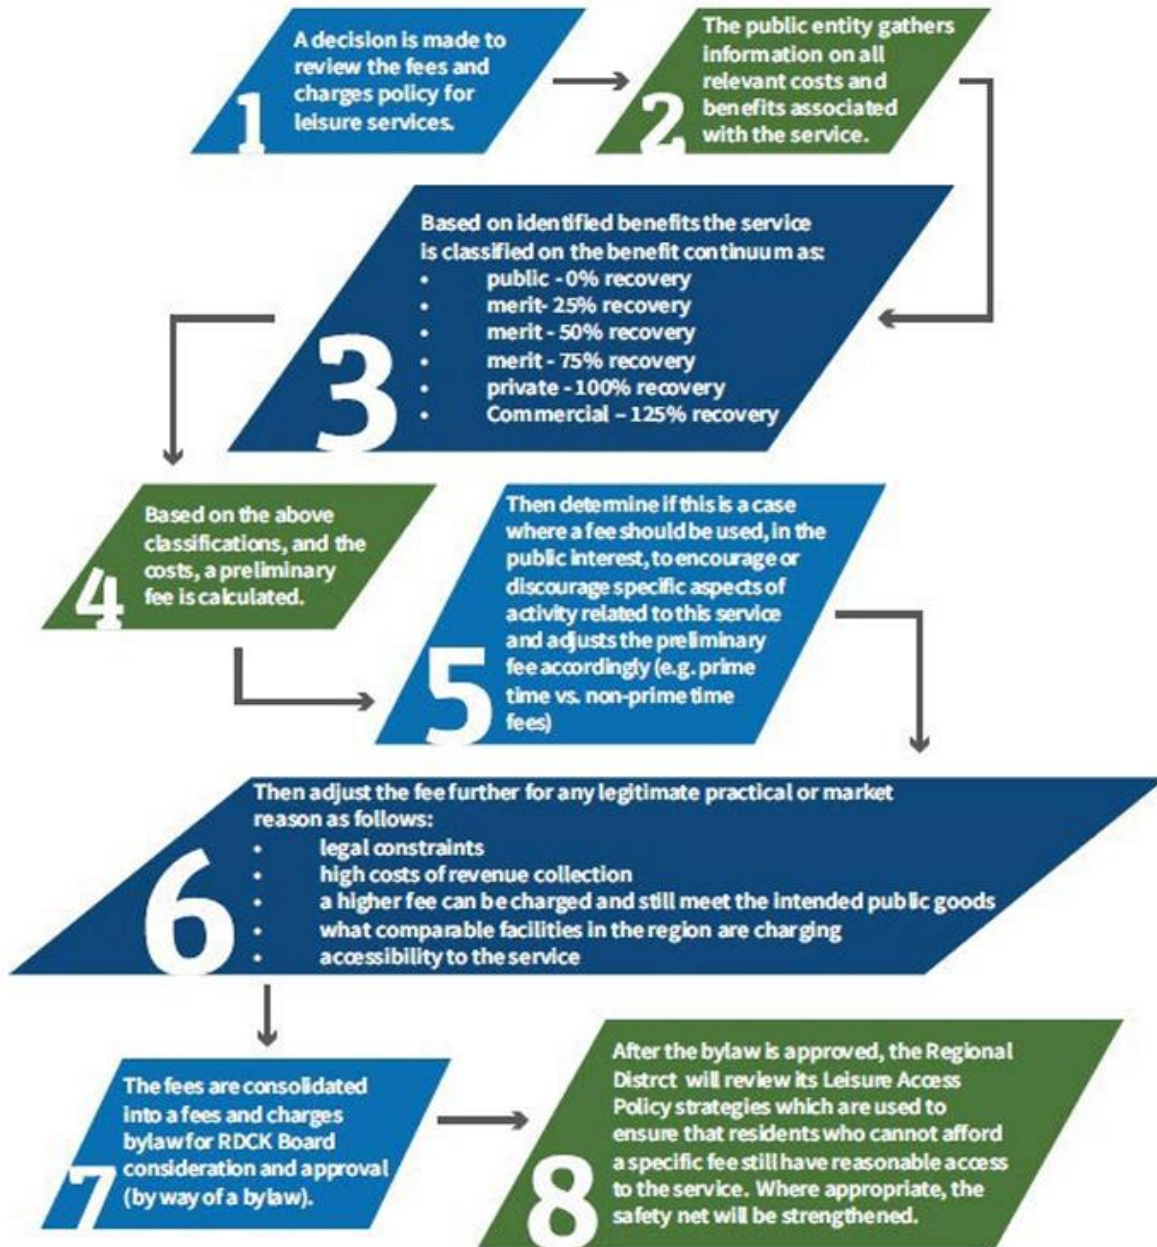 A decision is made to
review the fees and
charges policy for
leisure services.
1
The public entity gathers
information on all
relevant costs and
benefits associated
with the service.
2
Based on identified benefits the service
is classified on the benefit continuum as:
• public - 0% recovery
• merit- 25% recovery
• merit - 50% recovery
• merit - 75% recovery
• private - 100% recovery
• Commercial – 125% recovery
3
Based on the above
classifications, and the
costs, a preliminary
fee is calculated.
4
Then determine if this is a case
where a fee should be used, in the
public interest, to encourage or
discourage specific aspects of
activity related to this service
and adjusts the preliminary
fee accordingly (e.g. prime
time vs. non-prime time
fees)
5
Then adjust the fee further for any legitimate practical or market
reason as follows:
• legal constraints
• high costs of revenue collection
• a higher fee can be charged and still meet the intended public goods
• what comparable facilities in the region are charging
• accessibility to the service
6
The fees are consolidated
into a fees and charges
bylaw for RDCK Board
consideration and approval
(by way of a bylaw).
7
After the bylaw is approved, the Regional
Distrct will review its Leisure Access
Policy strategies which are used to
ensure that residents who cannot afford
a specific fee still have reasonable access
to the service. Where appropriate, the
safety net will be strengthened.
8